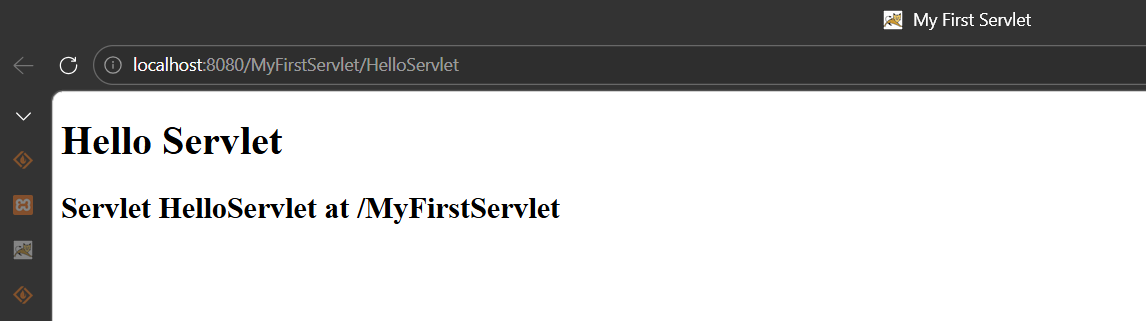 My First Servlet
localhost:8080/MyFirstServlet/HelloServlet
Hello Servlet
Servlet HelloServlet at /MyFirstServlet